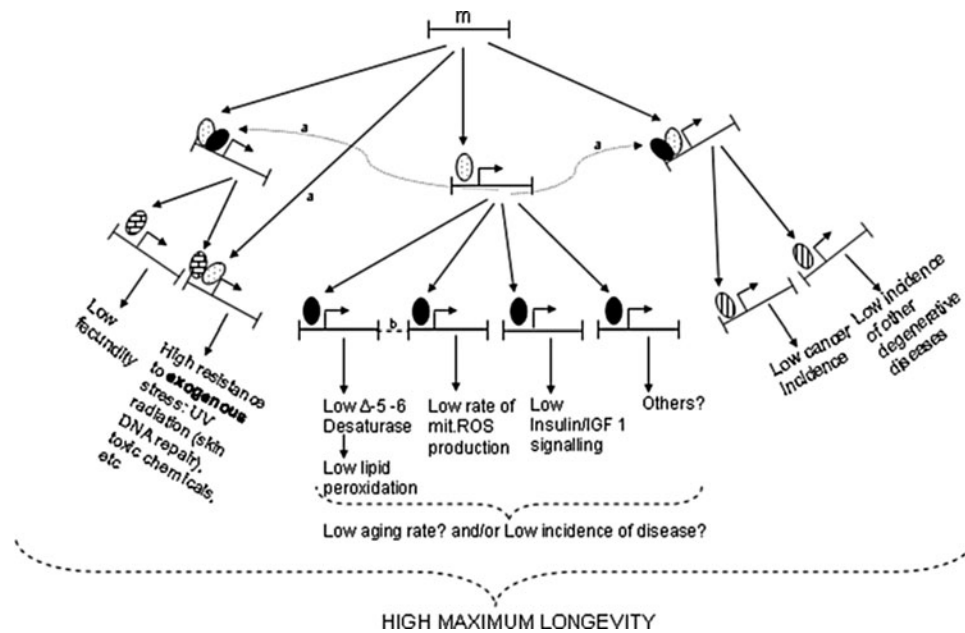 m
a
a
a
b
Low
fecundity
High resistance
to exogenous
stress: UV
radiation (skin
DNA repair),
toxic chemicals,
etc
Low Δ-5-6
Desaturase
Low lipid
peroxidation
Low rate of
mit.ROS
production
Low
Insulin/IGF 1
signalling
Others?
Low cancer
Incidence
Low incidence
of other
degenerative
diseases
Low aging rate? and/or Low incidence of disease?
HIGH MAXIMUM LONGEVITY